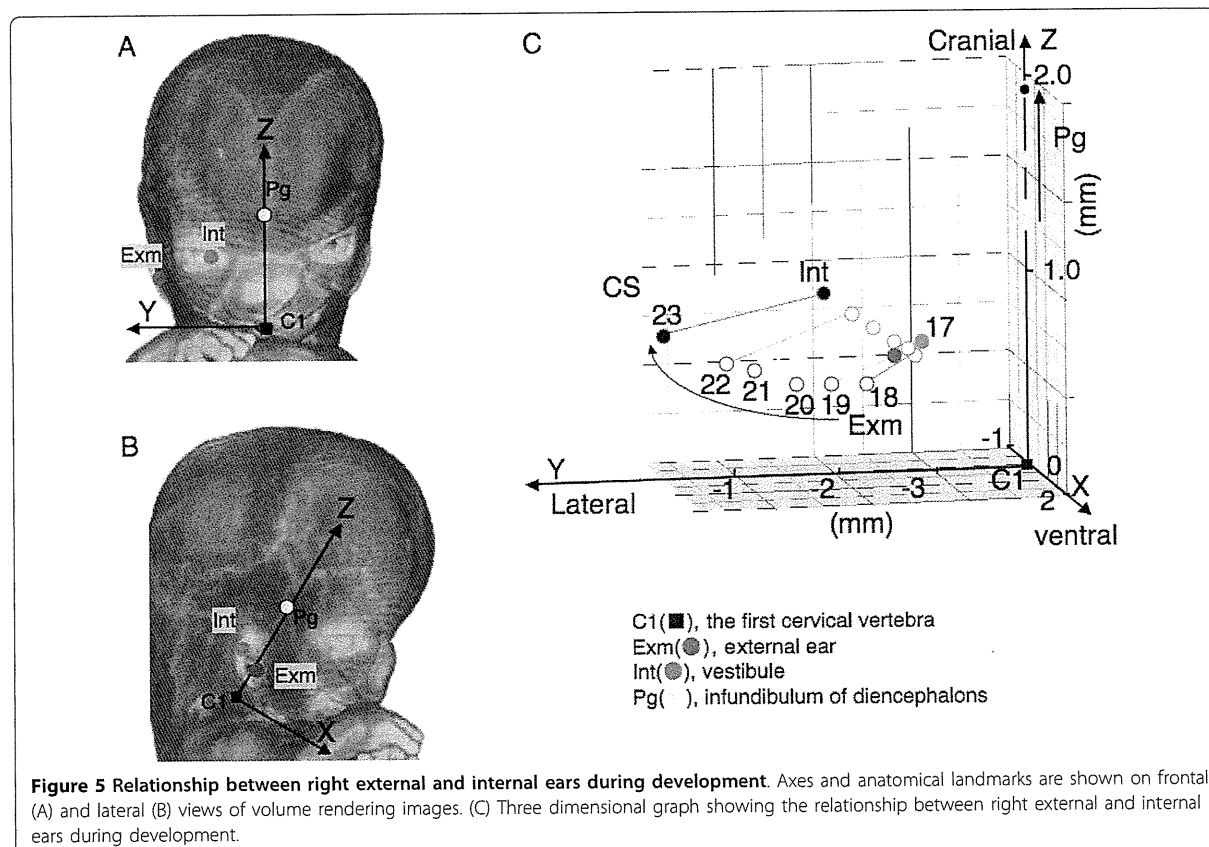 A
Z
Pg
Int
Exm
Y
C1
B
Z
Int
Pg
Exm
C1
X
C
Cranial Z
2.0
Pg
(mm)
1.0
Int
CS
23
17
22
21
20
19
18
Exm
-1
0
Y
C1
X
-1
-2
-3
2
Lateral
(mm)
ventral
C1(■), the first cervical vertebra
Exm(●), external ear
Int(●), vestibule
Pg( ), infundibulum of diencephalons
Figure 5 Relationship between right external and internal ears during development. Axes and anatomical landmarks are shown on frontal
(A) and lateral (B) views of volume rendering images. (C) Three dimensional graph showing the relationship between right external and internal
ears during development.